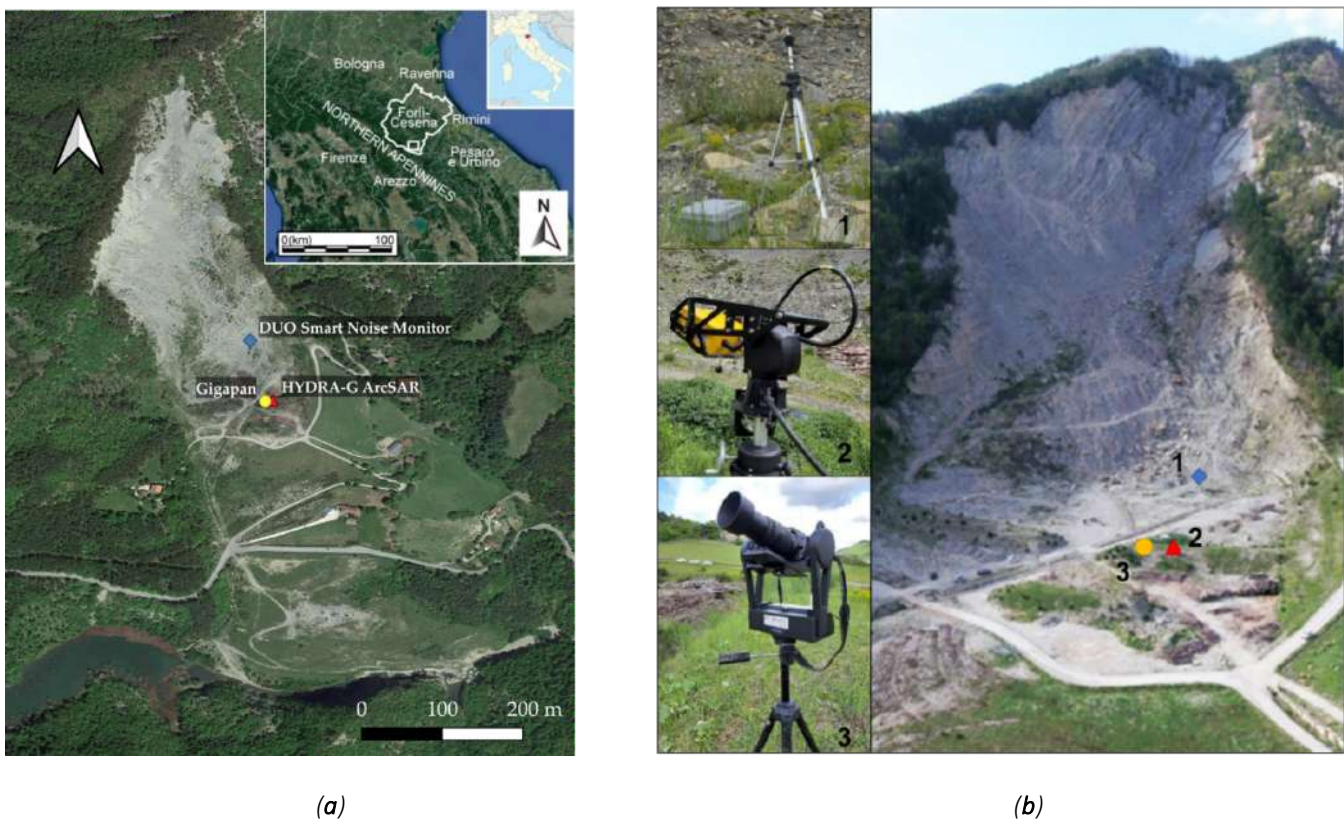 Bologna
Ravenna
Forlì-
Cesena
Rimini
NORTHERN APENNINES
Firenze
Pesaro
e Urbino
Arezzo
N
0(km) 100
DUO Smart Noise Monitor
Gigapan
HYDRA-G ArcSAR
0 100 200 m
(a)
1
2
3
1
2
3
(b)